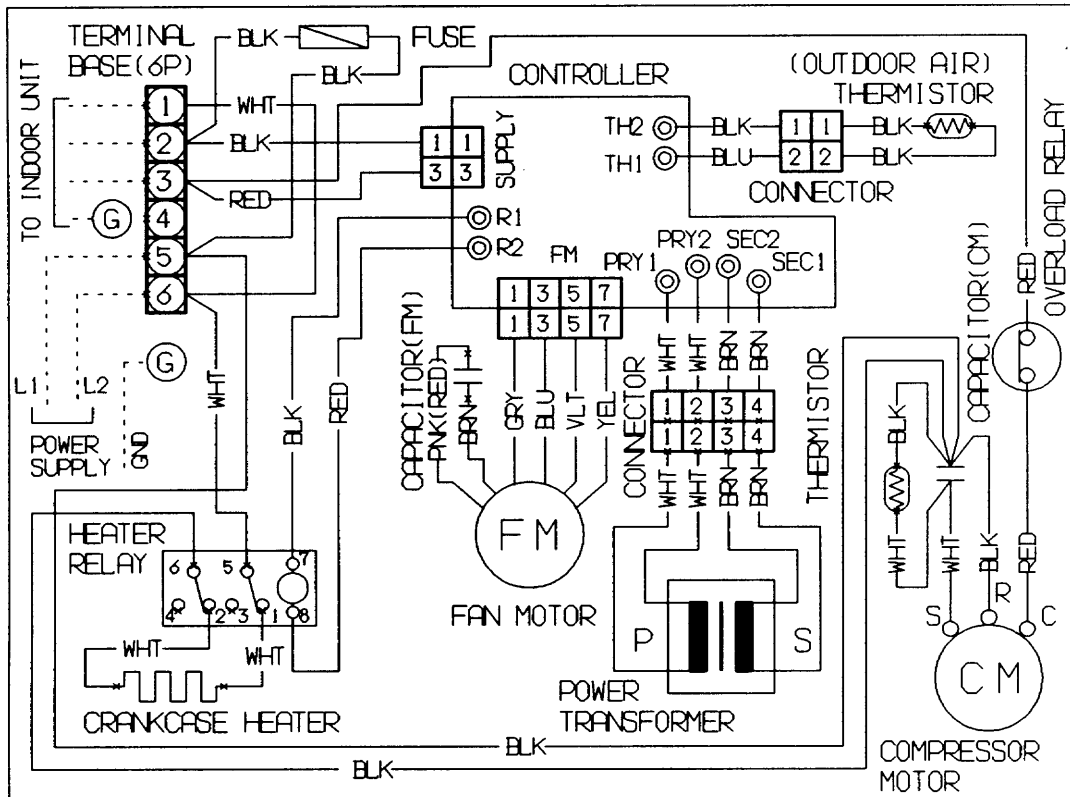 TERMINAL
BASE(6P)
BLK
FUSE
BLK
CONTROLLER
(OUTDOOR AIR)
THERMISTOR
TO INDOOR UNIT
1
2
3
4
5
6
G
G
WHT
BLK
RED
1 1
3 3
SUPPLY
TH2
TH1
BLK
BLU
1 1
2 2
BLK
BLK
CONNECTOR
OVERLOAD RELAY
R1
R2
FM
PRY1
PRY2
SEC2
SEC1
1 3 5 7
1 3 5 7
RED
CAPACITOR(CM)
L1
L2
POWER
SUPPLY
GND
WHT
BLK
RED
CAPACITOR(FM)
PNK(RED)
BRN
GRY
BLU
VLT
YEL
WHT
WHT
BRN
BRN
CONNECTOR
1 2 3 4
1 2 3 4
WHT
WHT
BRN
BRN
THERMISTOR
BLK
WHT
WHT
BLK
RED
HEATER
RELAY
6
5
7
4
2
3
1
8
WHT
WHT
CRANKCASE HEATER
FM
FAN MOTOR
P
S
POWER
TRANSFORMER
S
R
C
CM
COMPRESSOR
MOTOR
BLK
BLK